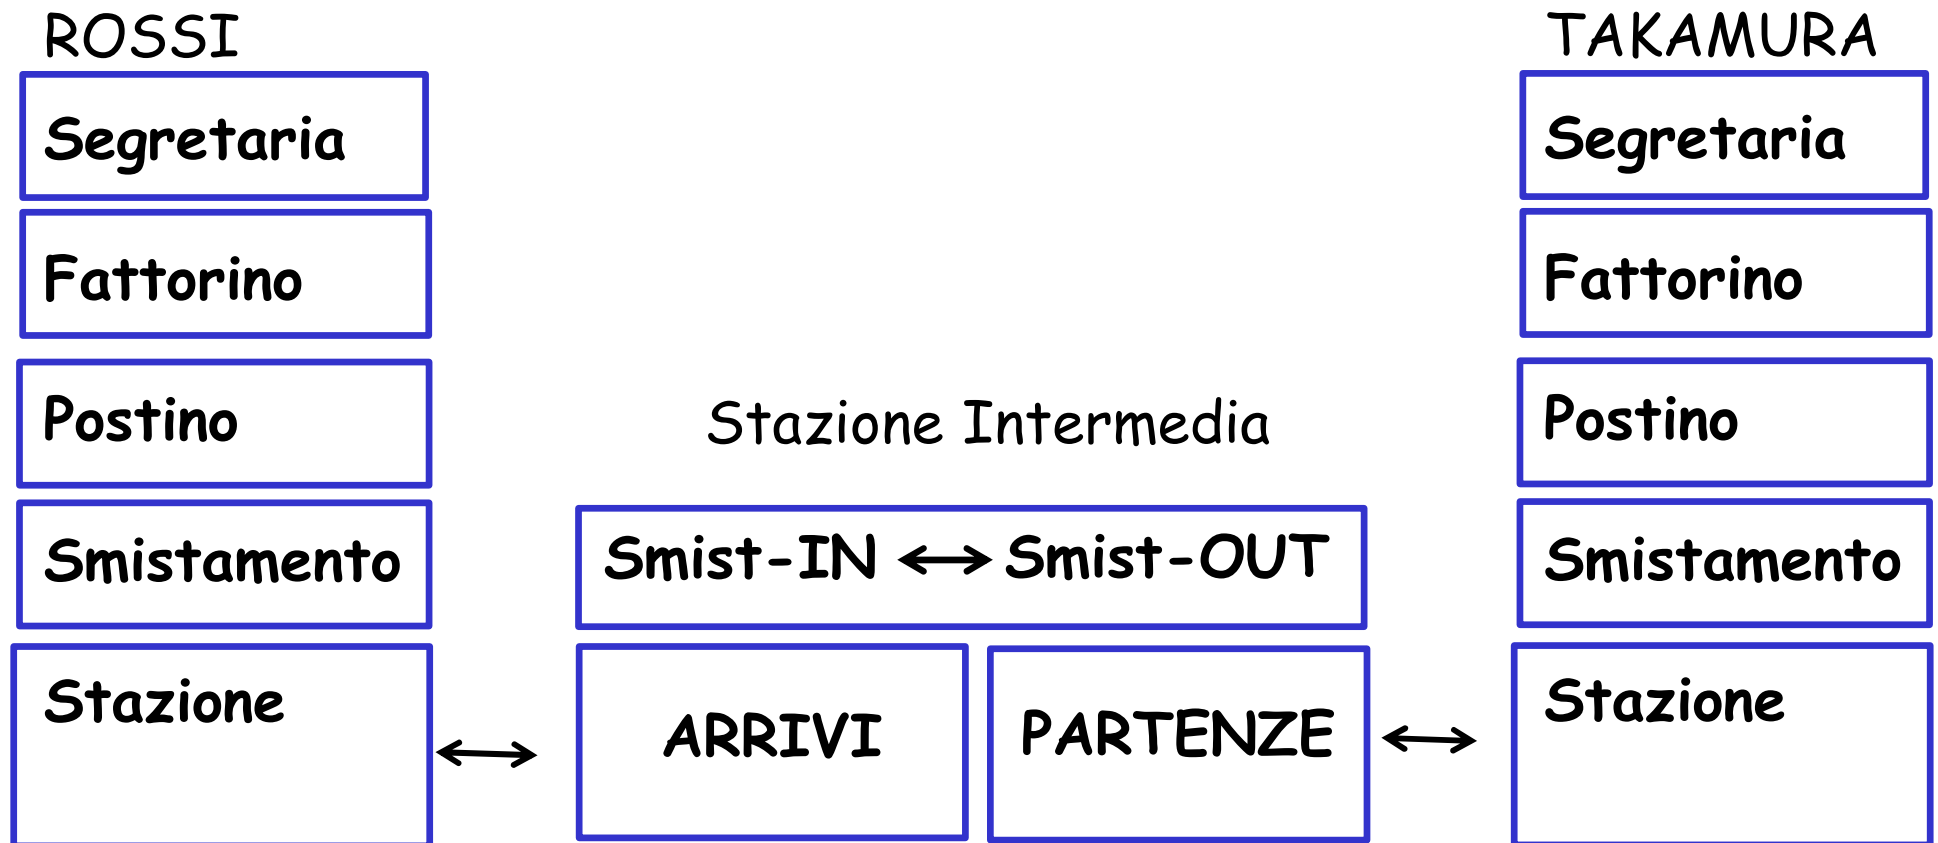 ROSSI
Segretaria
Fattorino
Postino
Smistamento
Stazione
Stazione Intermedia
Smist-IN ↔ Smist-OUT
ARRIVI
PARTENZE
TAKAMURA
Segretaria
Fattorino
Postino
Smistamento
Stazione